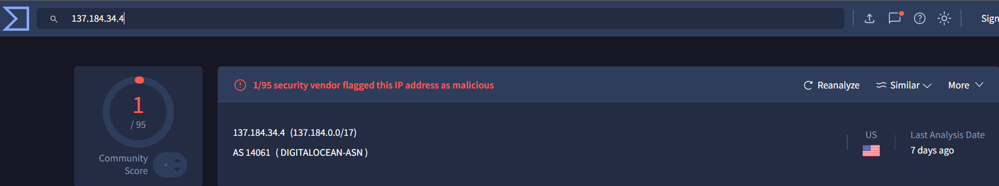 137.184.34.4
Sign
1
/ 95
Community
Score
1/95 security vendor flagged this IP address as malicious
Reanalyze
Similar
More
137.184.34.4 (137.184.0.0/17)
AS 14061 ( DIGITALOCEAN-ASN )
US
Last Analysis Date
7 days ago